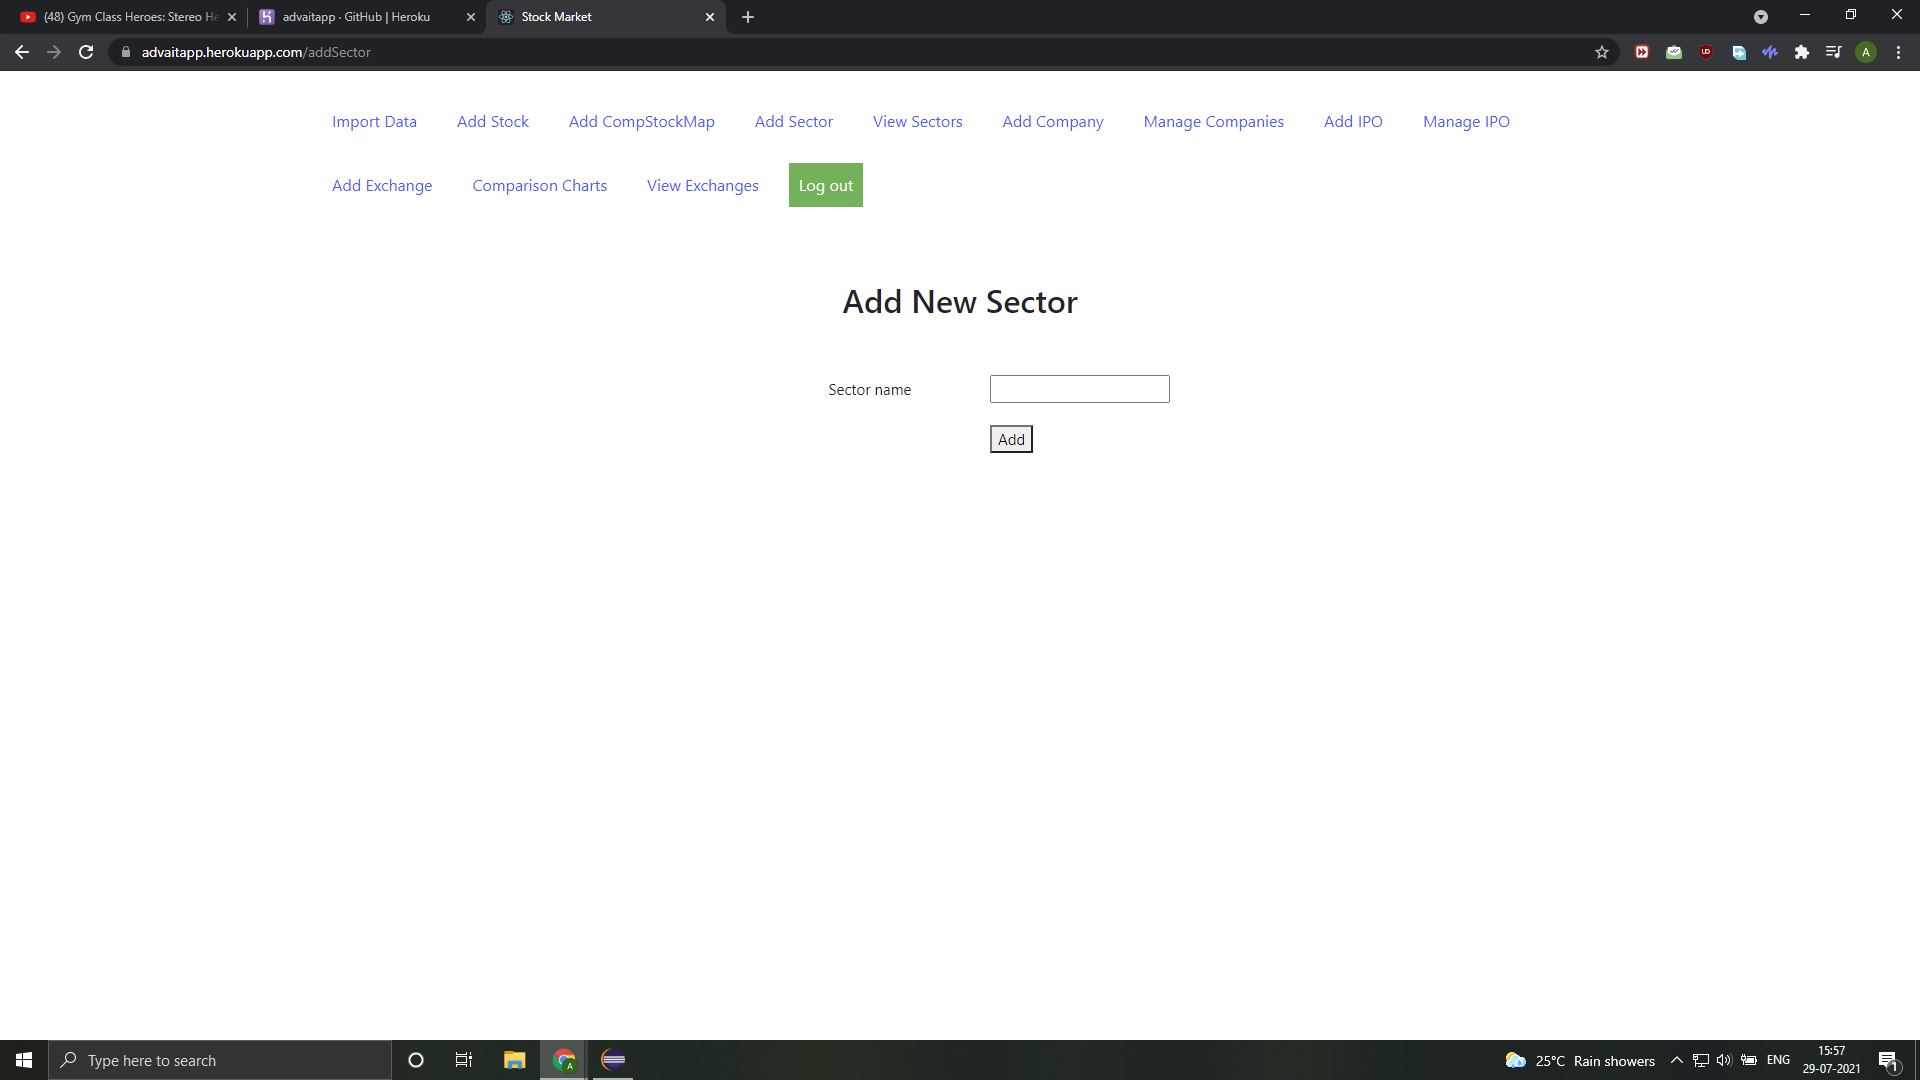 (48) Gym Class Heroes: Stereo He
advaitapp · GitHub | Heroku
Stock Market
advaitapp.herokuapp.com/addSector
A
Import Data Add Stock Add CompStockMap Add Sector View Sectors Add Company Manage Companies Add IPO Manage IPO
Add Exchange Comparison Charts View Exchanges Log out
Add New Sector
Sector name
Add
Type here to search
A
25°C Rain showers
ENG
15:57
29-07-2021
1